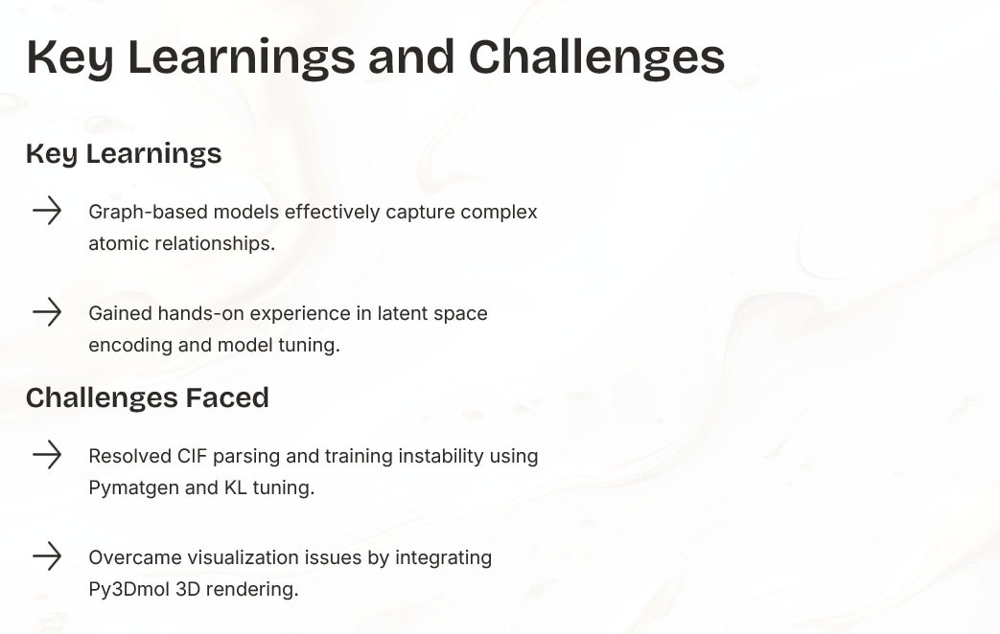 Key Learnings and Challenges
Key Learnings
Graph-based models effectively capture complex
atomic relationships.
Gained hands-on experience in latent space
encoding and model tuning.
Challenges Faced
Resolved CIF parsing and training instability using
Pymatgen and KL tuning.
Overcame visualization issues by integrating
Py3Dmol 3D rendering.